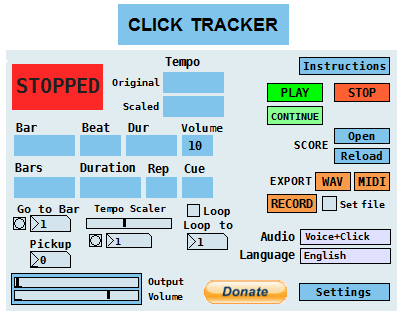 CLICK TRACKER
STOPPED
Tempo
Original
Scaled
Instructions
PLAY STOP
CONTINUE
Bar Beat Dur Volume
10
SCORE Open
Reload
Bars Duration Rep Cue
EXPORT WAV MIDI
RECORD Set file
Go to Bar Tempo Scaler Loop
1 1 Loop to
1
Pickup
0
Audio Voice+Click
Language English
Output
Volume
Donate
Settings